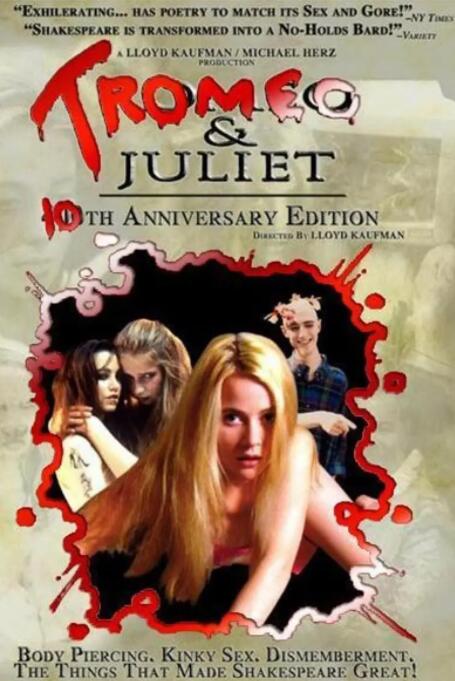 "Exhilerating... has poetry to match its Sex and Gore!" -NY Times
"Shakespeare is transformed into a No-Holds Bard!" -Variety
A LLOYD KAUFMAN / MICHAEL HERZ
PRODUCTION
TROMEO
&
JULIET
10TH ANNIVERSARY EDITION
DIRECTED BY LLOYD KAUFMAN
BODY PIERCING. KINKY SEX. DISMEMBERMENT.
THE THINGS THAT MADE SHAKESPEARE GREAT!